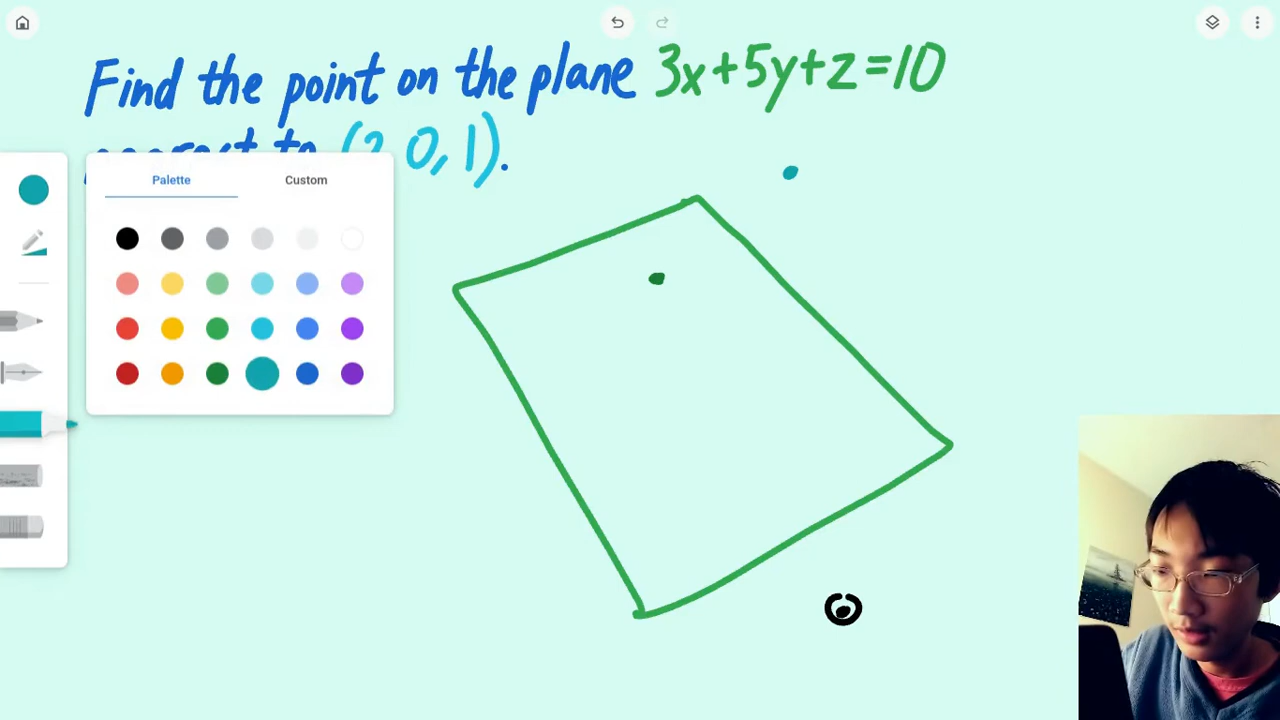 Find the point on the plane 3x+5y+z=10
(2,0,1).
Palette Custom